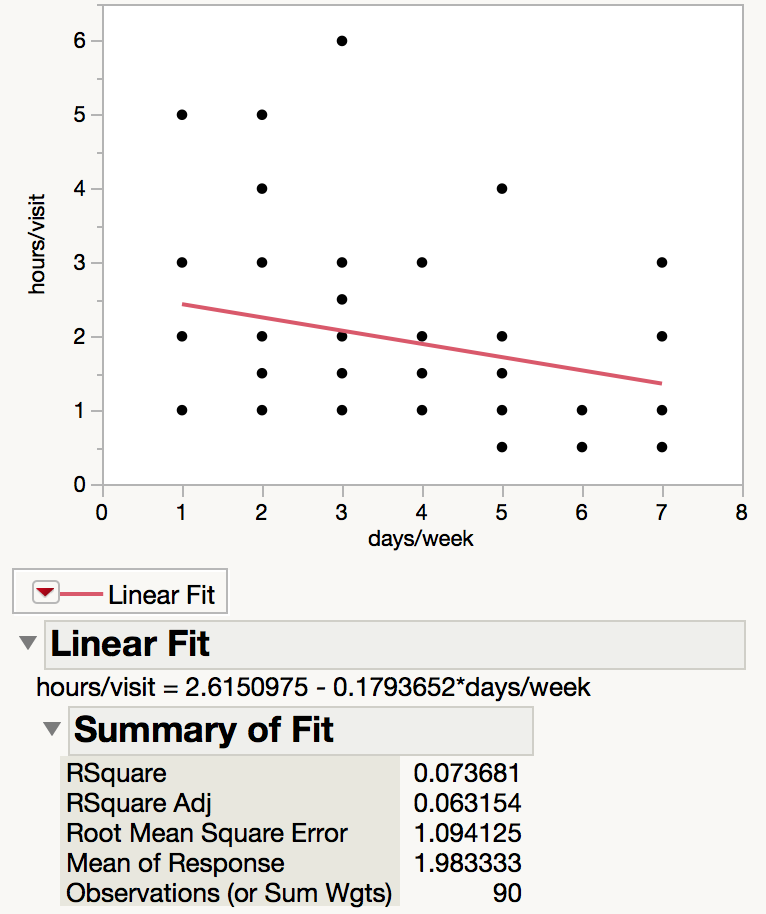 6
5
4
3
2
1
0
hours/visit
0 1 2 3 4 5 6 7 8
days/week
Linear Fit
Linear Fit
hours/visit = 2.6150975 - 0.1793652*days/week
Summary of Fit
RSquare 0.073681
RSquare Adj 0.063154
Root Mean Square Error 1.094125
Mean of Response 1.983333
Observations (or Sum Wgts) 90